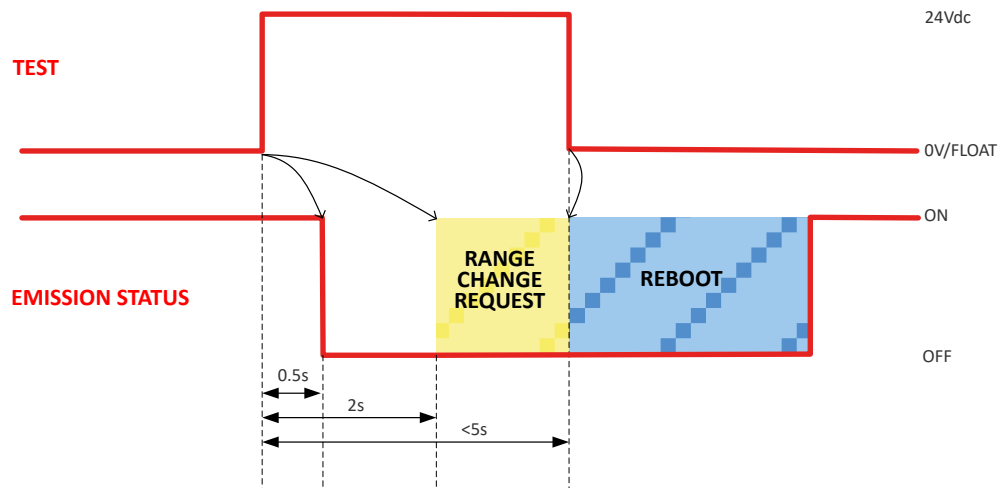 24Vdc
TEST
0V/FLOAT
ON
RANGE
CHANGE
REQUEST
REBOOT
EMISSION STATUS
OFF
0.5s
2s
<5s